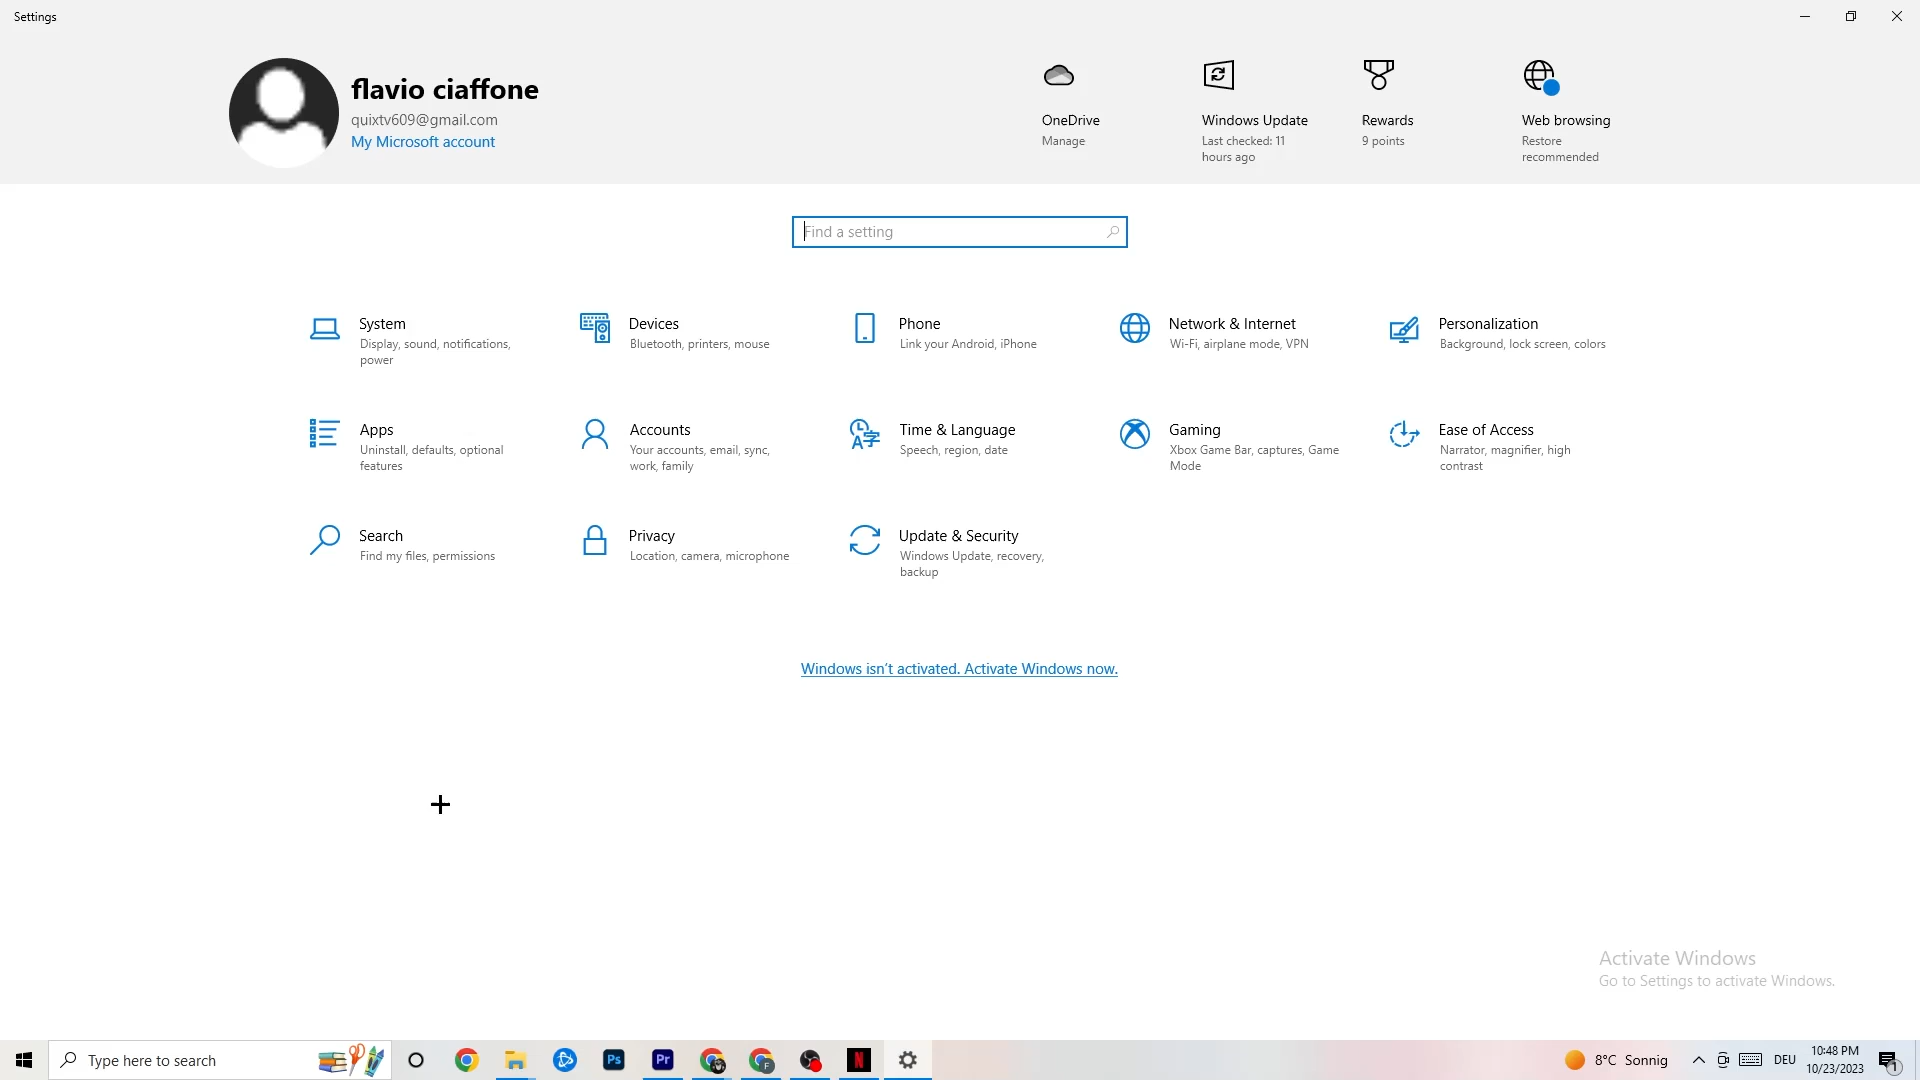 Settings
flavio ciaffone
quixtv609@gmail.com
My Microsoft account
OneDrive
Manage
Windows Update
Last checked: 11
hours ago
Rewards
9 points
Web browsing
Restore
recommended
Find a setting
System
Display, sound, notifications,
power
Devices
Bluetooth, printers, mouse
Phone
Link your Android, iPhone
Network & Internet
Wi-Fi, airplane mode, VPN
Personalization
Background, lock screen, colors
Apps
Uninstall, defaults, optional
features
Accounts
Your accounts, email, sync,
work, family
Time & Language
Speech, region, date
Gaming
Xbox Game Bar, captures, Game
Mode
Ease of Access
Narrator, magnifier, high
contrast
Search
Find my files, permissions
Privacy
Location, camera, microphone
Update & Security
Windows Update, recovery,
backup
Windows isn't activated. Activate Windows now.
Activate Windows
Go to Settings to activate Windows.
Type here to search
Ps
Pr
F
N
8°C Sonnig
DEU
10:48 PM
10/23/2023
1